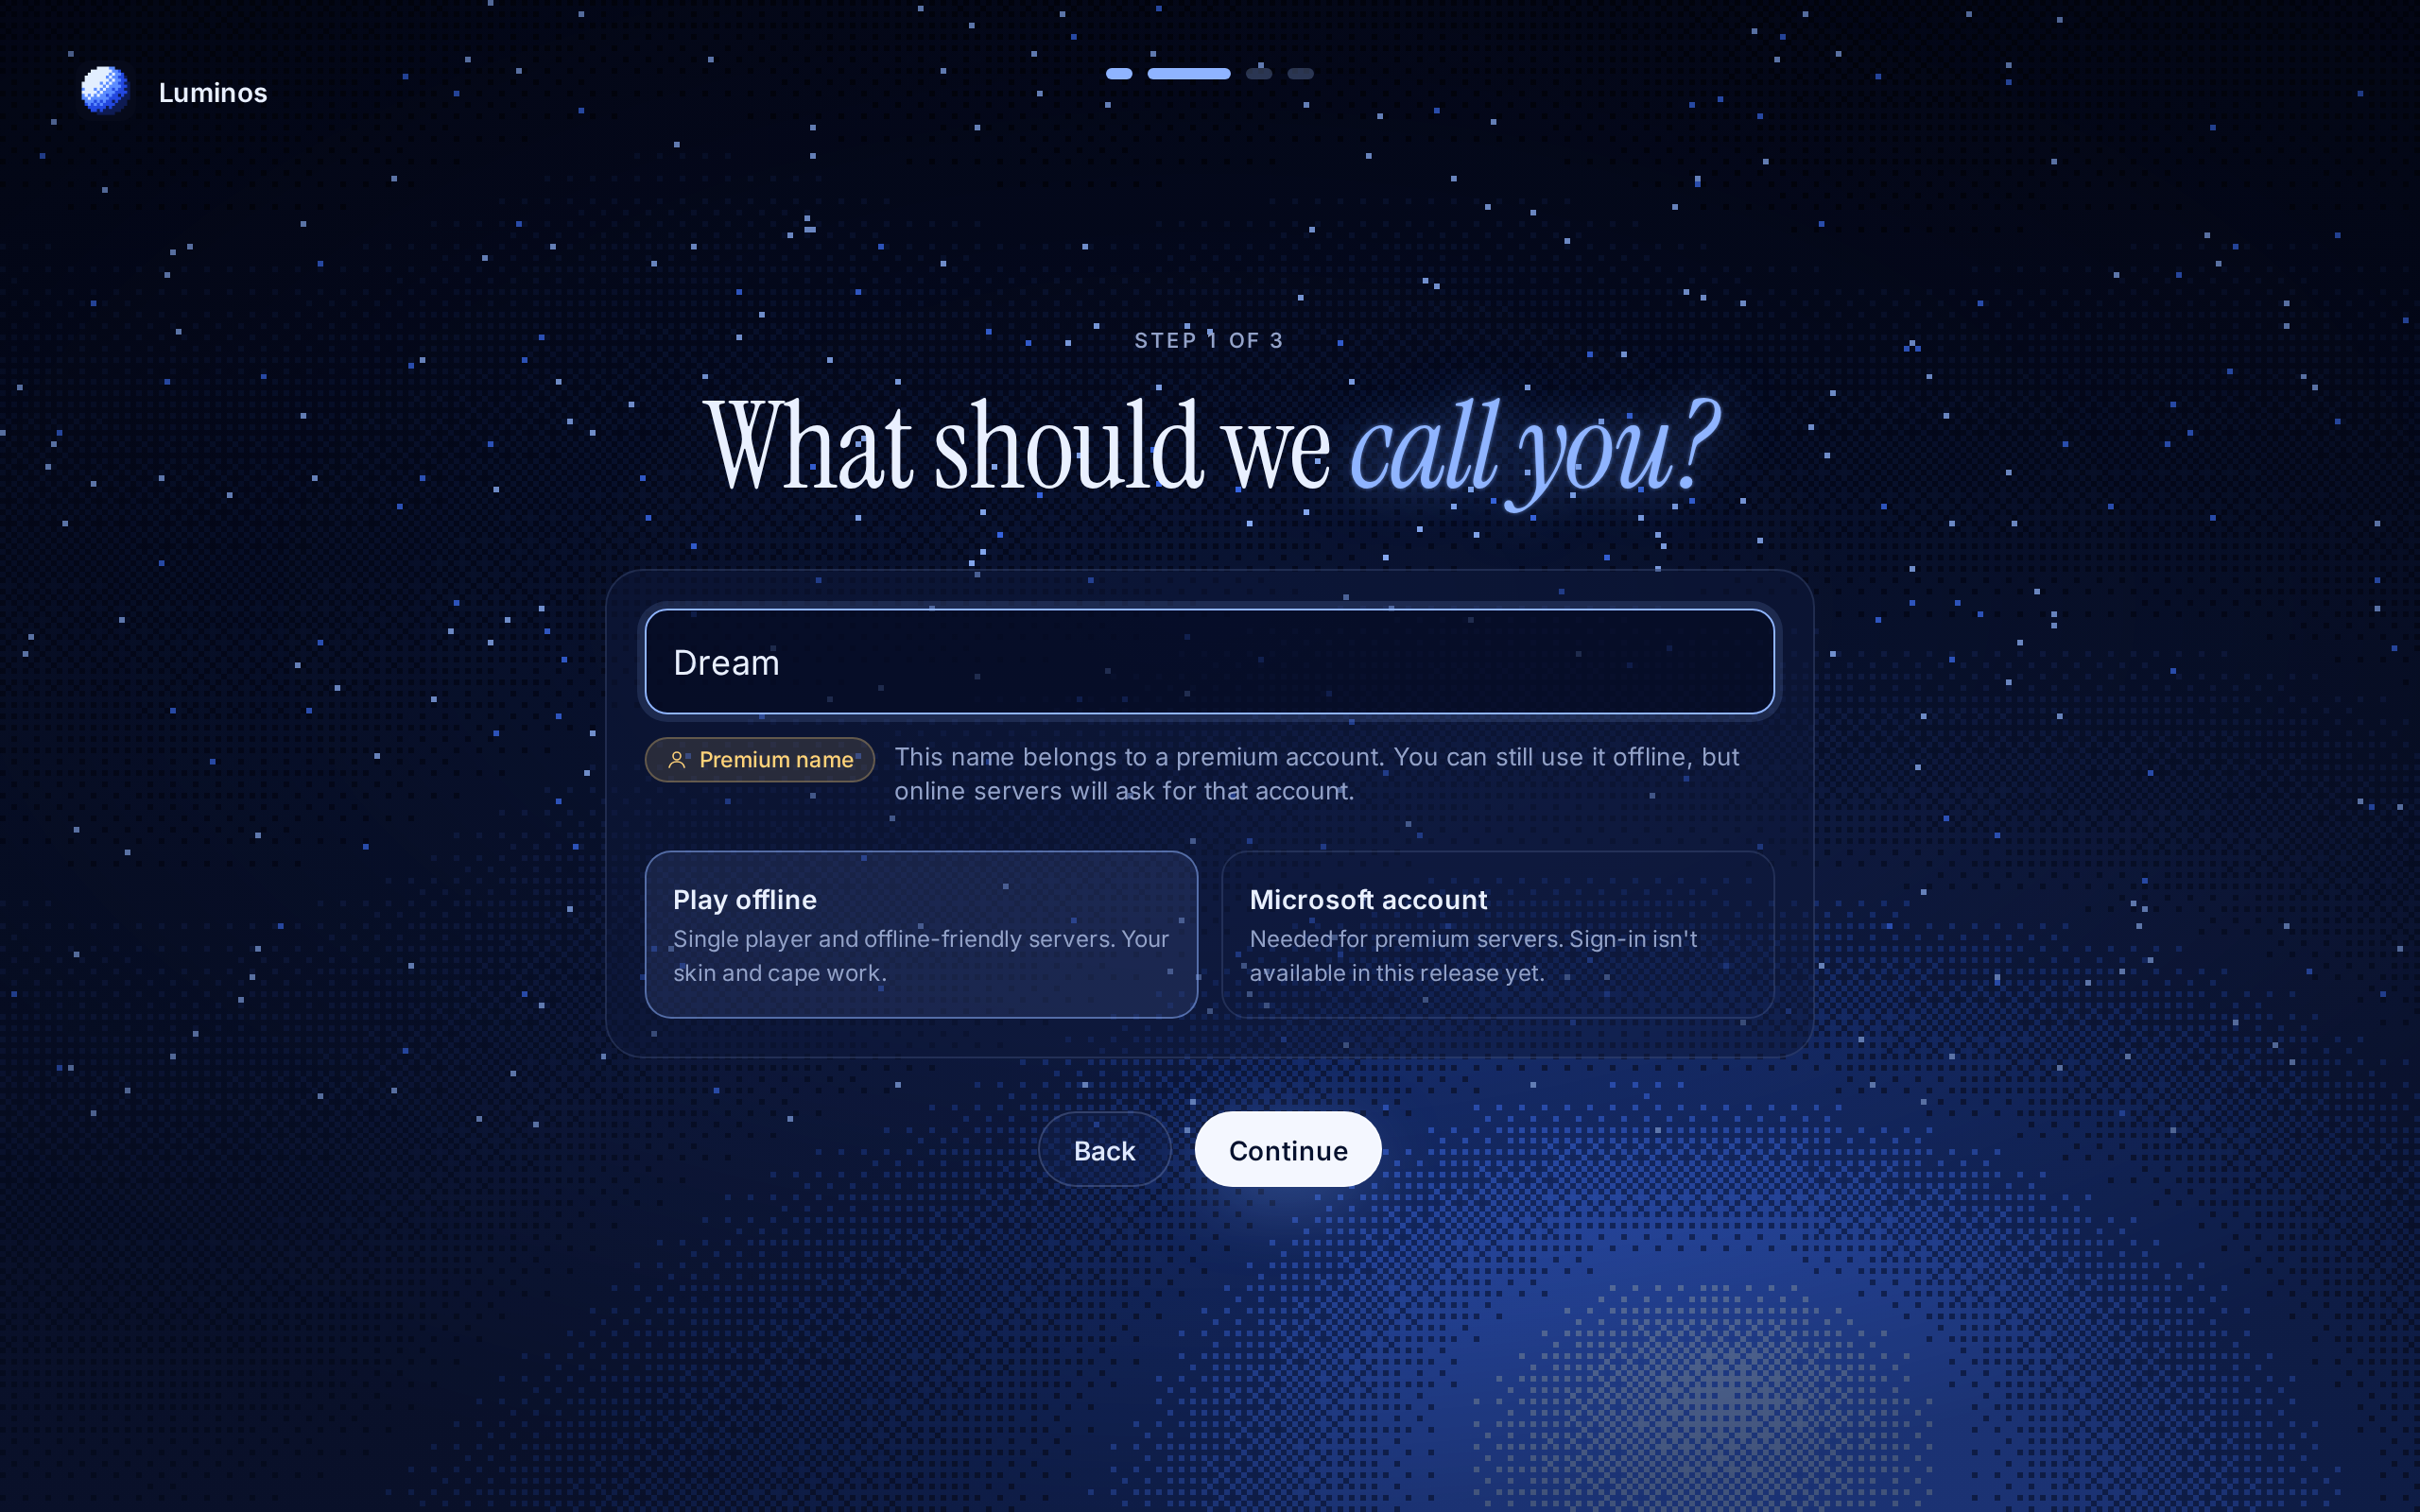 Luminos
STEP 1 OF 3
What should we call you?
Dream
Premium name
This name belongs to a premium account. You can still use it offline, but
online servers will ask for that account.
Play offline
Single player and offline-friendly servers. Your
skin and cape work.
Microsoft account
Needed for premium servers. Sign-in isn't
available in this release yet.
Back
Continue